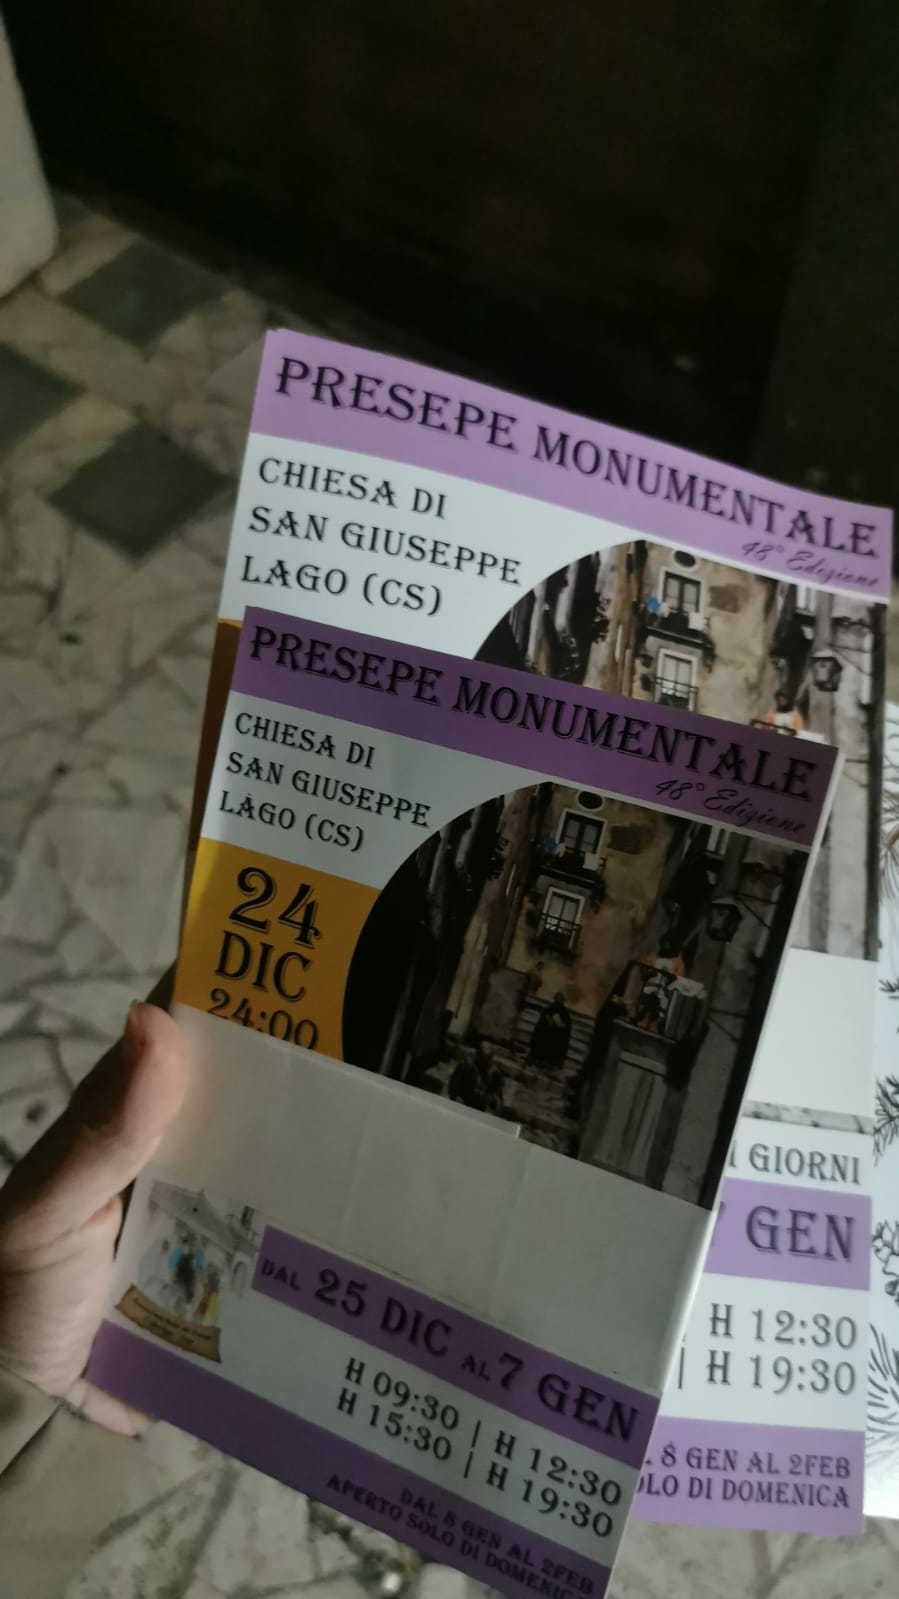 PRESEPE MONUMENTALE
48° Edizione
CHIESA DI
SAN GIUSEPPE
LAGO (CS)
PRESEPE MONUMENTALE
48° Edizione
CHIESA DI
SAN GIUSEPPE
LAGO (CS)
24
DIC
24:00
DAL 25 DIC AL 7 GEN
H 09:30 | H 12:30
H 15:30 | H 19:30
DAL 8 GEN AL 2FEB
APERTO SOLO DI DOMENIC
I GIORNI
GEN
H 12:30
| H 19:30
8 GEN AL 2FEB
OLO DI DOMENICA